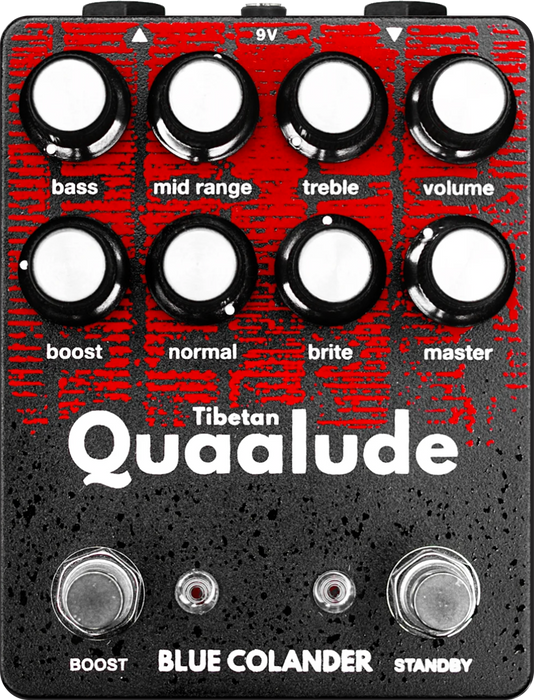 9V
bass mid range treble volume
boost normal brite master
Tibetan
Quaalude
BOOST BLUE COLANDER STANDBY